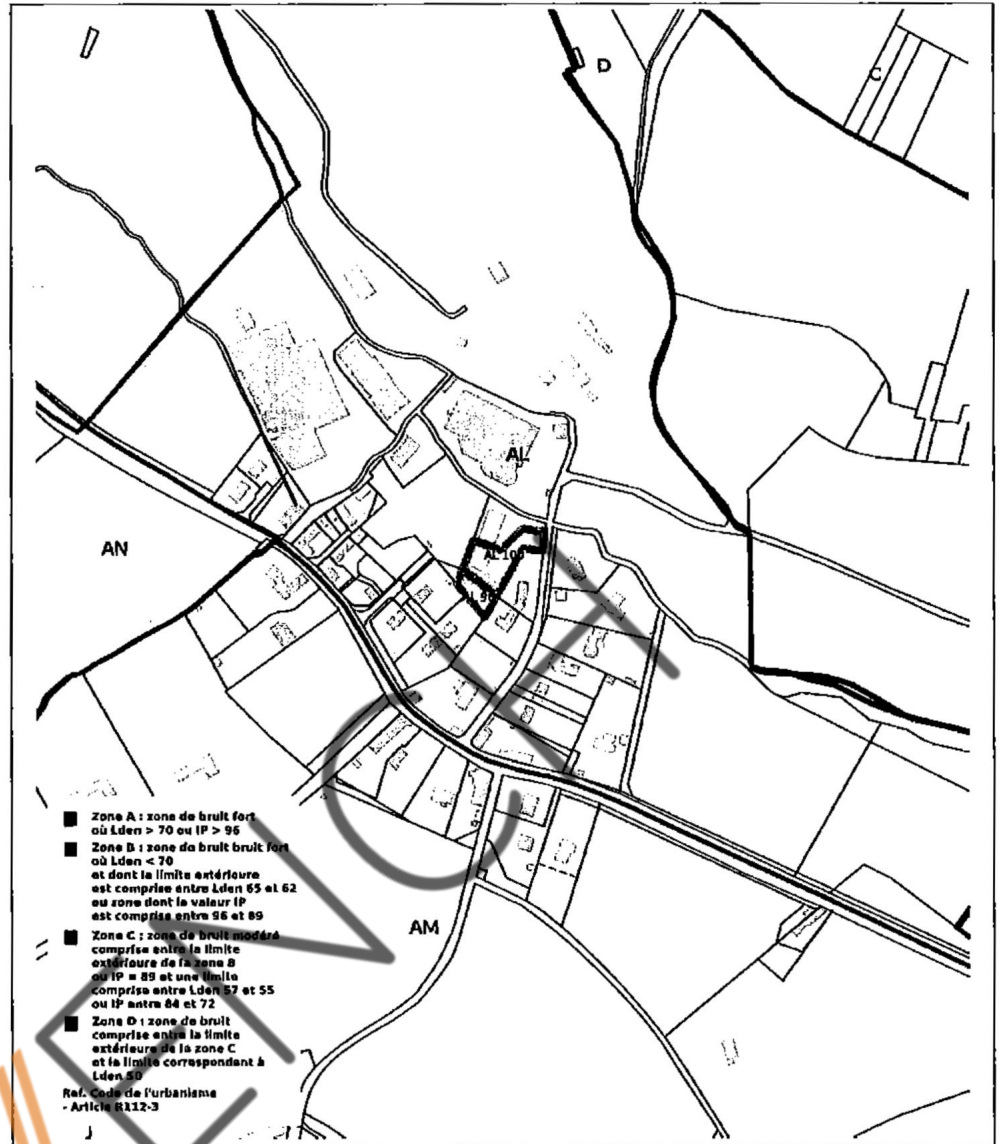 D
C
AL
AN
AL 100
AM
Zone A : zone de bruit fort
où Lden > 70 ou IP > 96
Zone B : zone de bruit bruit fort
où Lden < 70
et dont la limite extérieure
est comprise entre Lden 65 et 62
ou zone dont la valeur IP
est comprise entre 96 et 89
Zone C : zone de bruit modéré
comprise entre la limite
extérieure de la zone B
ou IP = 89 et une limite
comprise entre Lden 57 et 55
ou IP entre 84 et 72
Zone D : zone de bruit
comprise entre la limite
extérieure de la zone C
et la limite correspondant à
Lden 50
Ref. Code de l'urbanisme
- Article R112-3